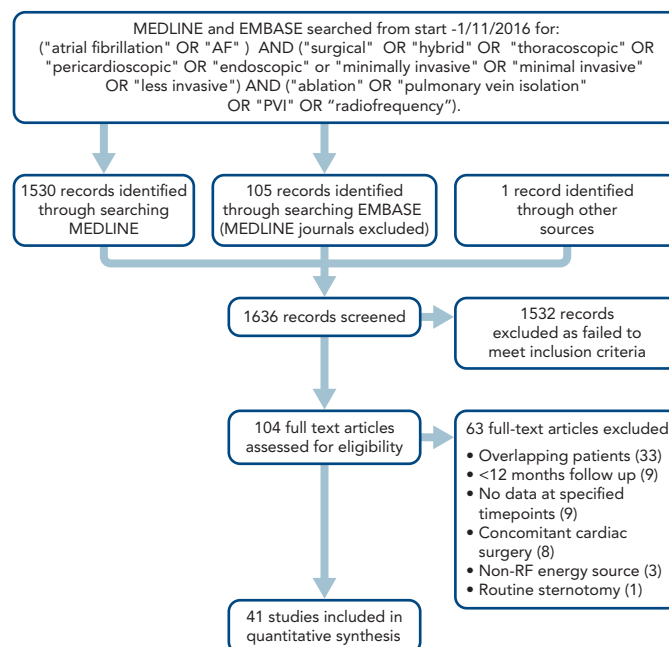 MEDLINE and EMBASE searched from start -1/11/2016 for:
("atrial fibrillation" OR "AF" ) AND ("surgical" OR "hybrid" OR "thoracoscopic" OR
"pericardioscopic" OR "endoscopic" or "minimally invasive" OR "minimal invasive"
OR "less invasive") AND ("ablation" OR "pulmonary vein isolation"
OR "PVI" OR “radiofrequency”).
1530 records identified
through searching
MEDLINE
105 records identified
through searching EMBASE
(MEDLINE journals excluded)
1 record identified
through other
sources
1636 records screened
1532 records
excluded as failed to
meet inclusion criteria
104 full text articles
assessed for eligibility
63 full-text articles excluded
• Overlapping patients (33)
• <12 months follow up (9)
• No data at specified
timepoints (9)
• Concomitant cardiac
surgery (8)
• Non-RF energy source (3)
• Routine sternotomy (1)
41 studies included in
quantitative synthesis